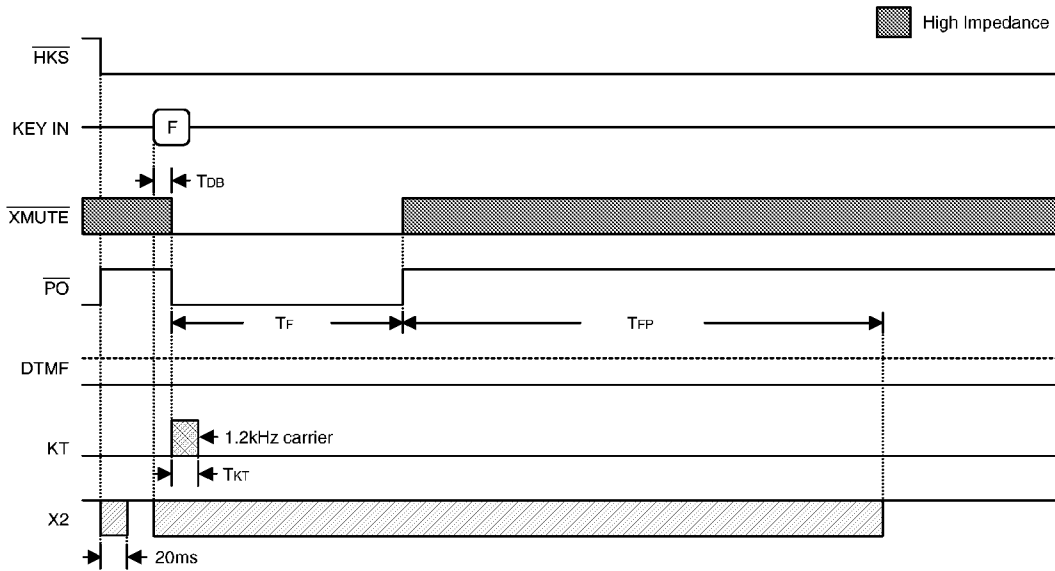 High Impedance
HKS
KEY IN
F
TDB
XMUTE
PO
TF
TFP
DTMF
KT
1.2kHz carrier
TKT
X2
20ms